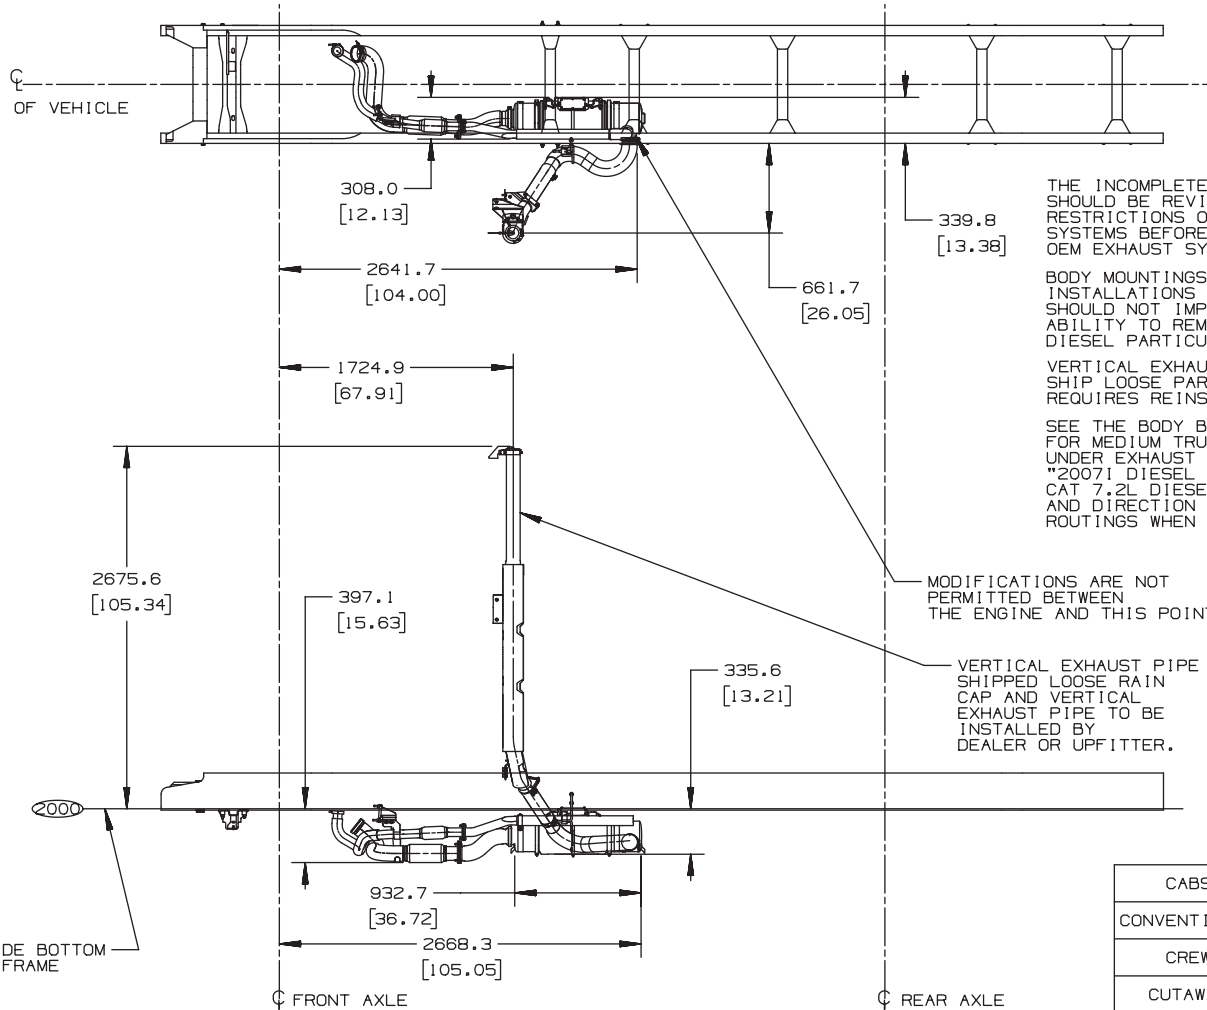 ℄
OF VEHICLE
308.0
[12.13]
2641.7
[104.00]
339.8
[13.38]
661.7
[26.05]
THE INCOMPLETE
SHOULD BE REVI
RESTRICTIONS O
SYSTEMS BEFORE
OEM EXHAUST SY
BODY MOUNTINGS
INSTALLATIONS
SHOULD NOT IMP
ABILITY TO REM
DIESEL PARTICU
VERTICAL EXHAU
SHIP LOOSE PAR
REQUIRES REINS
SEE THE BODY B
FOR MEDIUM TRU
UNDER EXHAUST
"2007I DIESEL
CAT 7.2L DIESE
AND DIRECTION
ROUTINGS WHEN
1724.9
[67.91]
2675.6
[105.34]
397.1
[15.63]
MODIFICATIONS ARE NOT
PERMITTED BETWEEN
THE ENGINE AND THIS POINT
335.6
[13.21]
VERTICAL EXHAUST PIPE
SHIPPED LOOSE RAIN
CAP AND VERTICAL
EXHAUST PIPE TO BE
INSTALLED BY
DEALER OR UPFITTER.
2000
932.7
[36.72]
2668.3
[105.05]
DE BOTTOM
FRAME
℄ FRONT AXLE
℄ REAR AXLE
CABS
CONVENTI
CREW
CUTAW